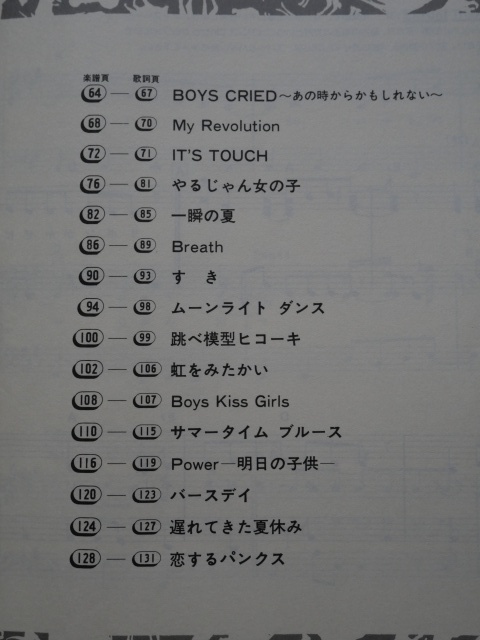 楽譜頁 歌詞頁
64 — 67 BOYS CRIED〜あの時からかもしれない〜
68 — 70 My Revolution
72 — 71 IT'S TOUCH
76 — 81 やるじゃん女の子
82 — 85 一瞬の夏
86 — 89 Breath
90 — 93 す き
94 — 98 ムーンライト ダンス
100 — 99 跳べ模型ヒコーキ
102 — 106 虹をみたかい
108 — 107 Boys Kiss Girls
110 — 115 サマータイム ブルース
116 — 119 Power—明日の子供—
120 — 123 バースデイ
124 — 127 遅れてきた夏休み
128 — 131 恋するパンクス